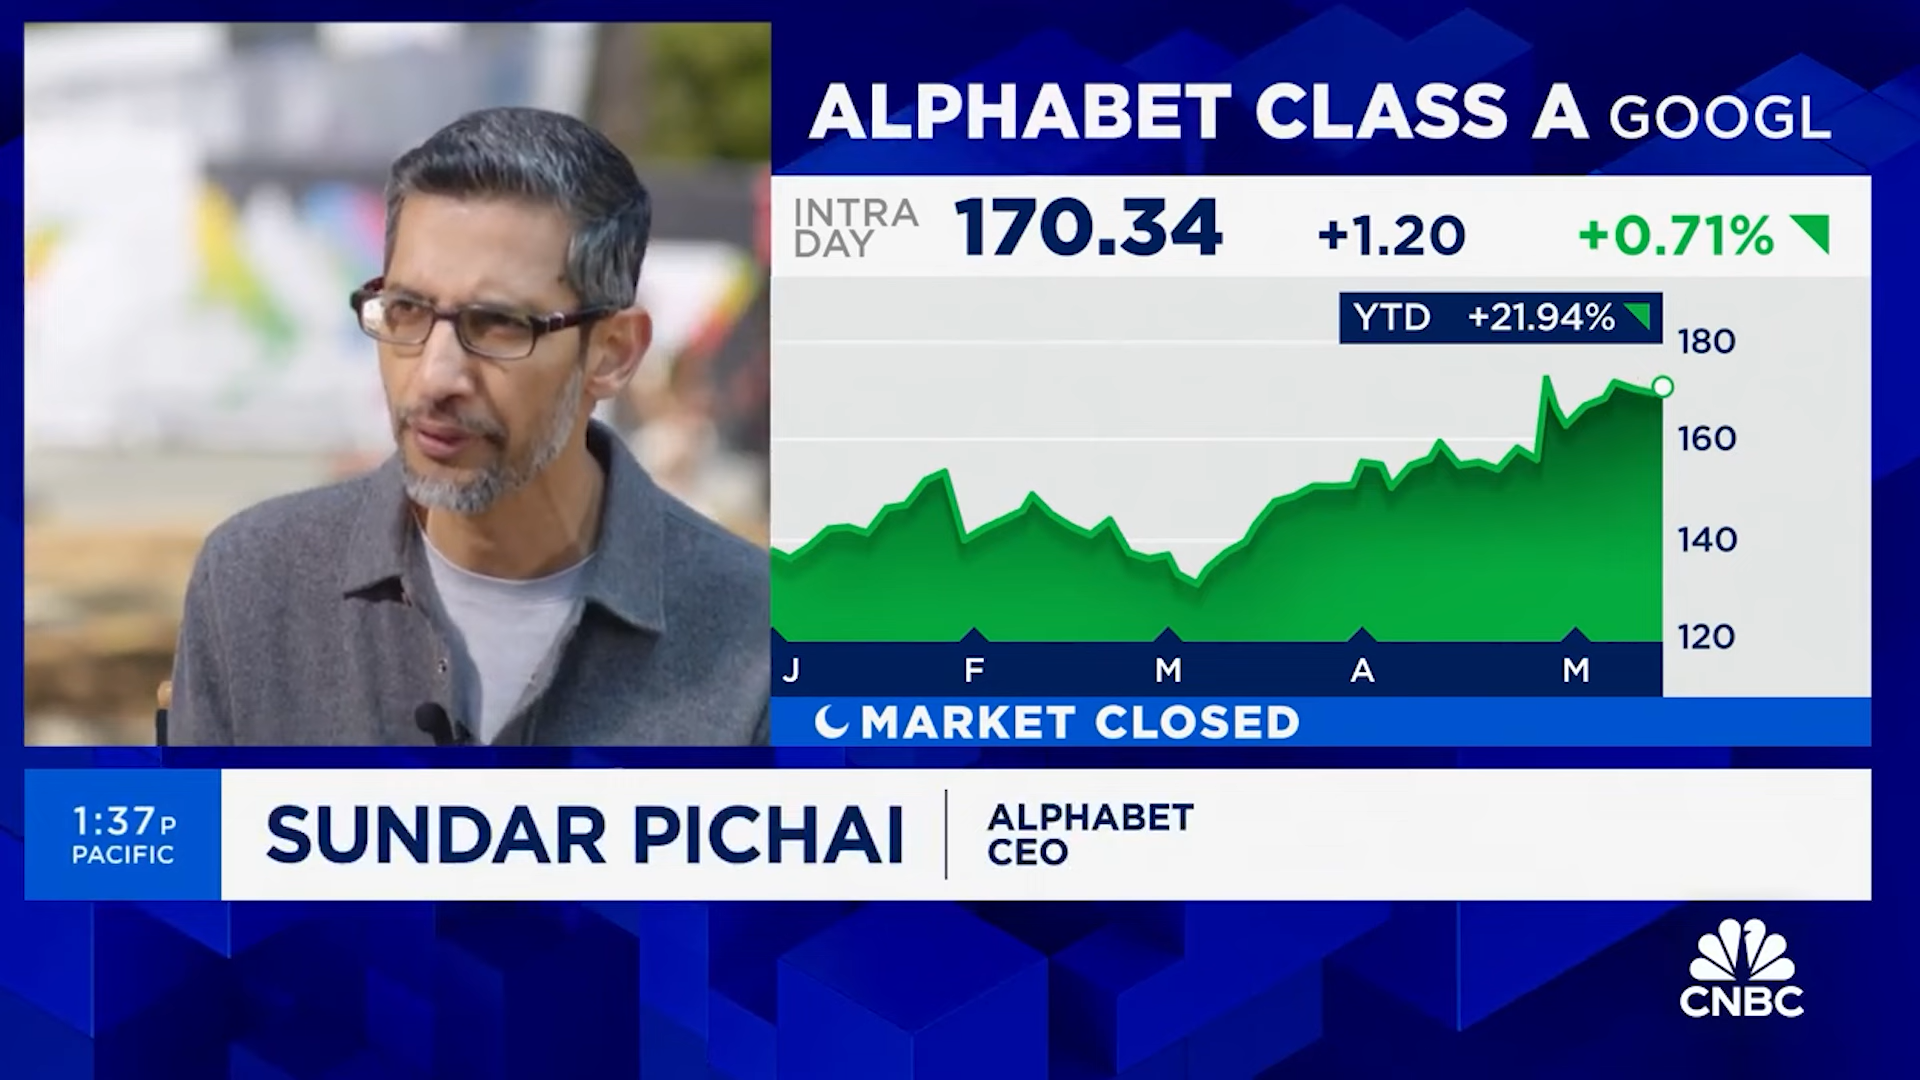 ALPHABET CLASS A GOOGL
INTRA
DAY
170.34 +1.20 +0.71%
YTD +21.94%
180
160
140
120
J F M A M
MARKET CLOSED
1:37P
PACIFIC
SUNDAR PICHAI
ALPHABET
CEO
CNBC